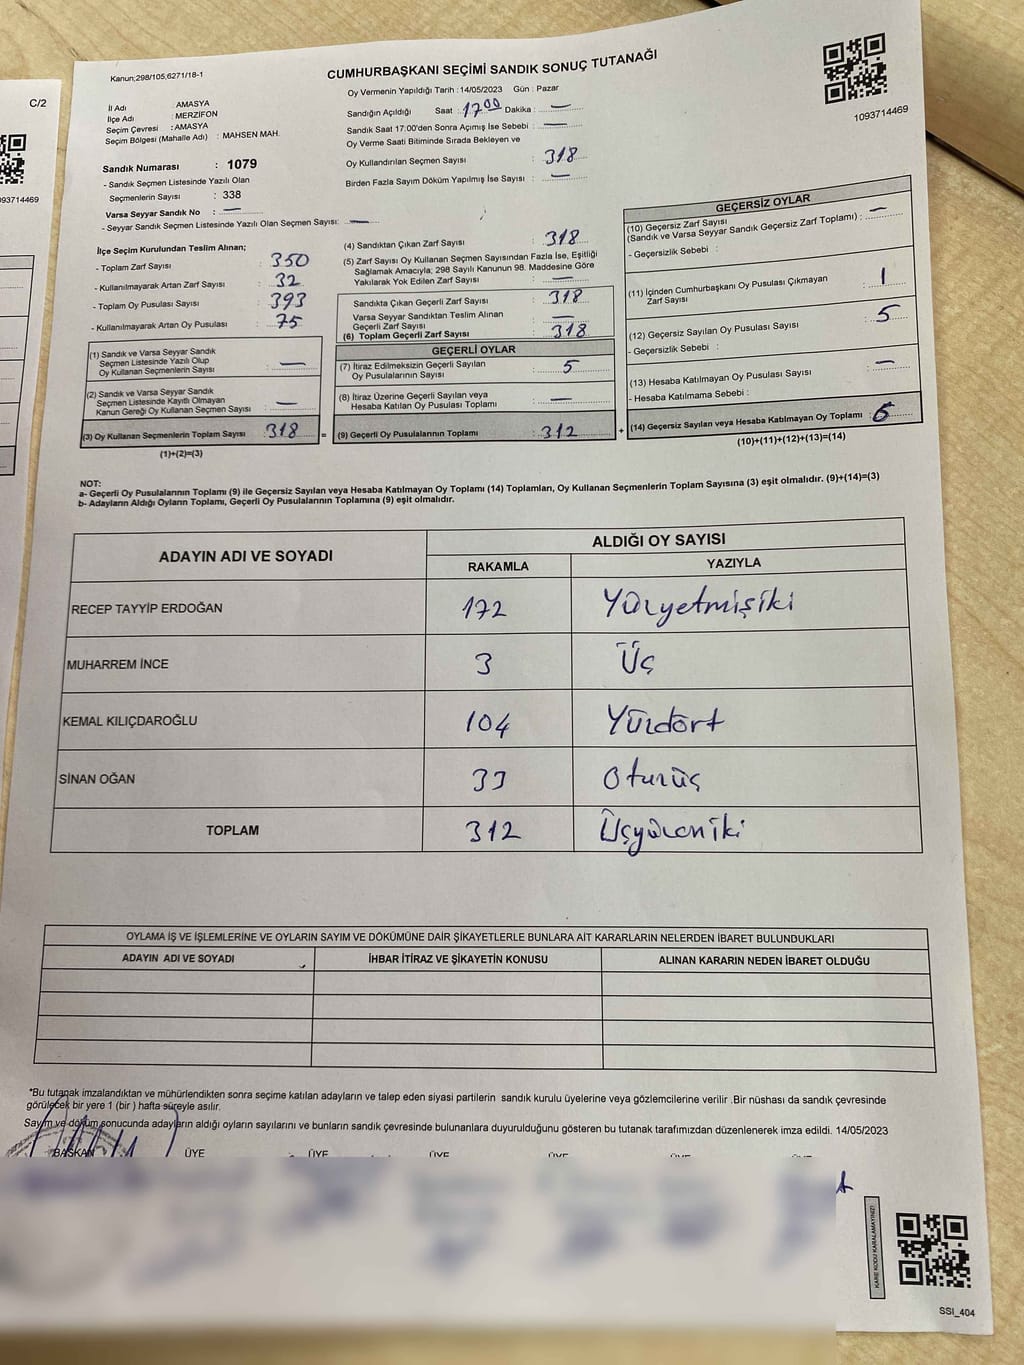 C/2
093714469
Kanun;298/105,6271/18-1
CUMHURBAŞKANI SEÇİMİ SANDIK SONUÇ TUTANAĞI
1093714469
İl Adı : AMASYA
İlçe Adı : MERZİFON
Seçim Çevresi : AMASYA
Seçim Bölgesi (Mahalle Adı) : MAHSEN MAH.
Sandık Numarası : 1079
- Sandık Seçmen Listesinde Yazılı Olan
Seçmenlerin Sayısı : 338
Varsa Seyyar Sandık No : —
- Seyyar Sandık Seçmen Listesinde Yazılı Olan Seçmen Sayısı: —
Oy Vermenin Yapıldığı Tarih : 14/05/2023 Gün : Pazar
Sandığın Açıldığı Saat : 17.00 Dakika : —
Sandık Saat 17:00'den Sonra Açımış İse Sebebi : —
Oy Verme Saati Bitiminde Sırada Bekleyen ve
Oy Kullandırılan Seçmen Sayısı : 318
Birden Fazla Sayım Döküm Yapılmış İse Sayısı : —
İlçe Seçim Kurulundan Teslim Alınan;
- Toplam Zarf Sayısı : 350
- Kullanılmayarak Artan Zarf Sayısı : 32
- Toplam Oy Pusulası Sayısı : 393
- Kullanılmayarak Artan Oy Pusulası : 75
(1) Sandık ve Varsa Seyyar Sandık
Seçmen Listesinde Yazılı Olup
Oy Kullanan Seçmenlerin Sayısı : —
(2) Sandık ve Varsa Seyyar Sandık
Seçmen Listesinde Kayıtlı Olmayan
Kanun Gereği Oy Kullanan Seçmen Sayısı : —
(3) Oy Kullanan Seçmenlerin Toplam Sayısı : 318 =
(1)+(2)=(3)
(4) Sandıktan Çıkan Zarf Sayısı : 318
(5) Zarf Sayısı Oy Kullanan Seçmen Sayısından Fazla İse, Eşitliği
Sağlamak Amacıyla; 298 Sayılı Kanunun 98. Maddesine Göre
Yakılarak Yok Edilen Zarf Sayısı : —
Sandıkta Çıkan Geçerli Zarf Sayısı : 318
Varsa Seyyar Sandıktan Teslim Alınan
Geçerli Zarf Sayısı : —
(6) Toplam Geçerli Zarf Sayısı : 318
GEÇERLİ OYLAR
(7) İtiraz Edilmeksizin Geçerli Sayılan
Oy Pusulalarının Sayısı : 5
(8) İtiraz Üzerine Geçerli Sayılan veya
Hesaba Katılan Oy Pusulası Toplamı : —
(9) Geçerli Oy Pusulalarının Toplamı : 312 +
GEÇERSİZ OYLAR
(10) Geçersiz Zarf Sayısı
(Sandık ve Varsa Seyyar Sandık Geçersiz Zarf Toplamı) : —
- Geçersizlik Sebebi :
(11) İçinden Cumhurbaşkanı Oy Pusulası Çıkmayan
Zarf Sayısı : 1
(12) Geçersiz Sayılan Oy Pusulası Sayısı : 5
- Geçersizlik Sebebi :
(13) Hesaba Katılmayan Oy Pusulası Sayısı : —
- Hesaba Katılmama Sebebi :
(14) Geçersiz Sayılan veya Hesaba Katılmayan Oy Toplamı : 6
(10)+(11)+(12)+(13)=(14)
NOT:
a- Geçerli Oy Pusulalarının Toplamı (9) ile Geçersiz Sayılan veya Hesaba Katılmayan Oy Toplamı (14) Toplamları, Oy Kullanan Seçmenlerin Toplam Sayısına (3) eşit olmalıdır. (9)+(14)=(3)
b- Adayların Aldığı Oyların Toplamı, Geçerli Oy Pusulalarının Toplamına (9) eşit olmalıdır.
ADAYIN ADI VE SOYADI ALDIĞI OY SAYISI
RAKAMLA YAZIYLA
RECEP TAYYİP ERDOĞAN 172 Yüzyetmişiki
MUHARREM İNCE 3 Üç
KEMAL KILIÇDAROĞLU 104 Yüzdört
SİNAN OĞAN 33 Otuzüç
TOPLAM 312 Üçyüzoniki
OYLAMA İŞ VE İŞLEMLERİNE VE OYLARIN SAYIM VE DÖKÜMÜNE DAİR ŞİKAYETLERLE BUNLARA AİT KARARLARIN NELERDEN İBARET BULUNDUKLARI
ADAYIN ADI VE SOYADI İHBAR İTİRAZ VE ŞİKAYETİN KONUSU ALINAN KARARIN NEDEN İBARET OLDUĞU
*Bu tutanak imzalandıktan ve mühürlendikten sonra seçime katılan adayların ve talep eden siyasi partilerin sandık kurulu üyelerine veya gözlemcilerine verilir .Bir nüshası da sandık çevresinde
görülecek bir yere 1 (bir ) hafta süreyle asılır.
Sayım ve döküm sonucunda adayların aldığı oyların sayılarını ve bunların sandık çevresinde bulunanlara duyurulduğunu gösteren bu tutanak tarafımızdan düzenlenerek imza edildi. 14/05/2023
BAŞKAN ÜYE ÜYE ÜYE ÜYE ÜYE
KARE KODU KARALAMAYINIZ!
SSI_404